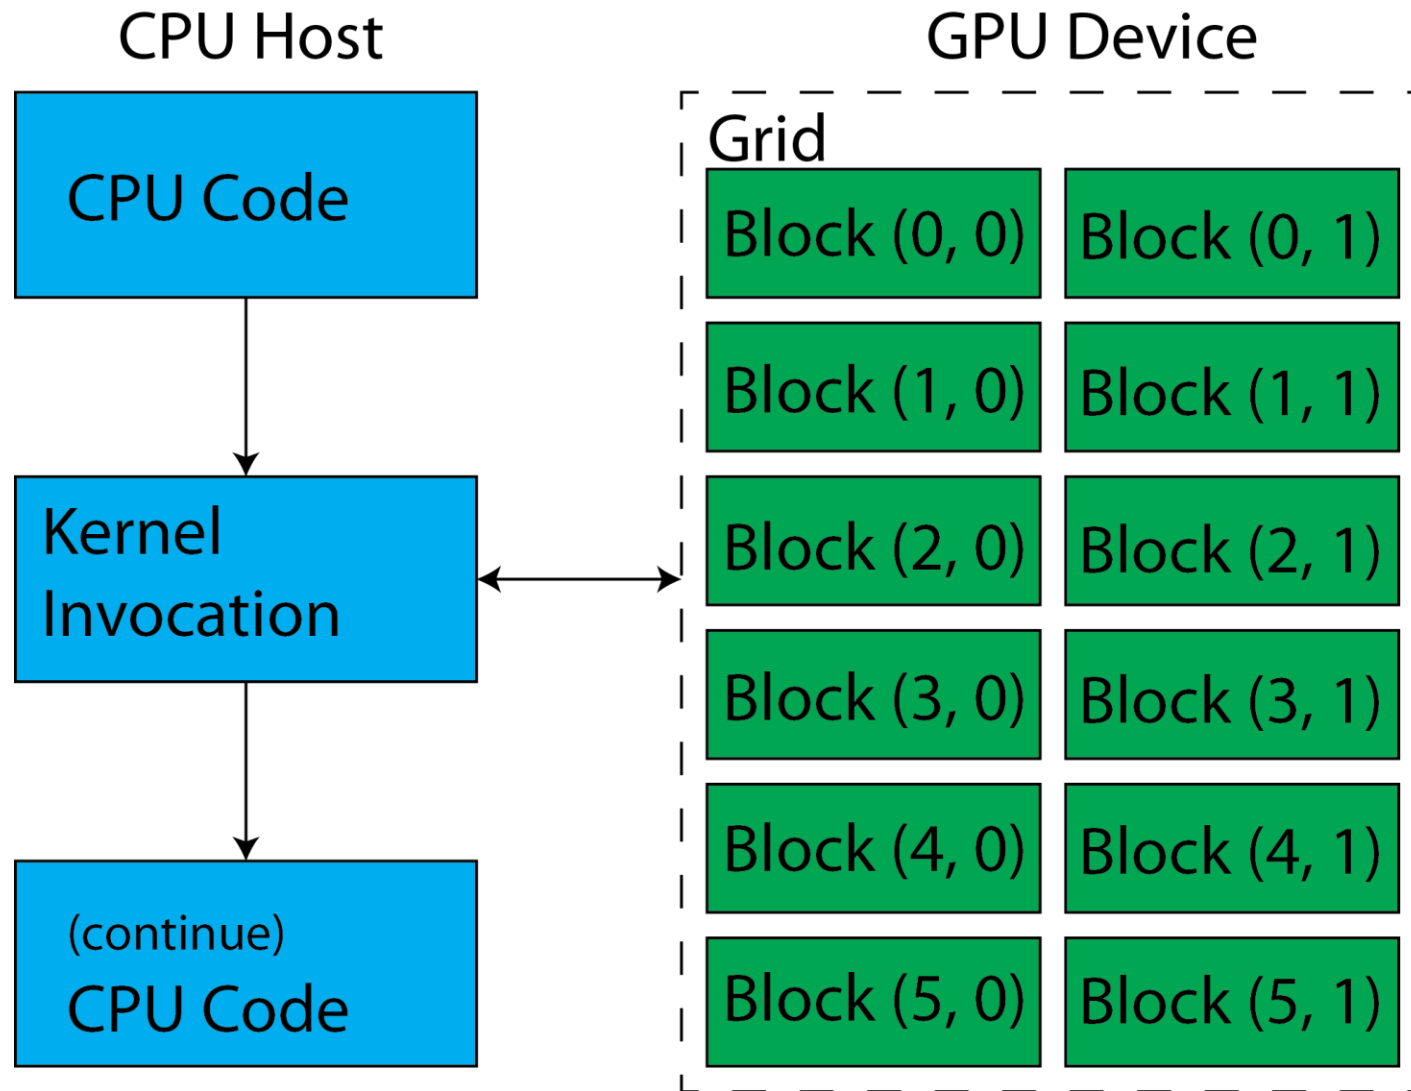 CPU Host
GPU Device
CPU Code
Kernel
Invocation
(continue)
CPU Code
Grid
Block (0, 0)
Block (0, 1)
Block (1, 0)
Block (1, 1)
Block (2, 0)
Block (2, 1)
Block (3, 0)
Block (3, 1)
Block (4, 0)
Block (4, 1)
Block (5, 0)
Block (5, 1)